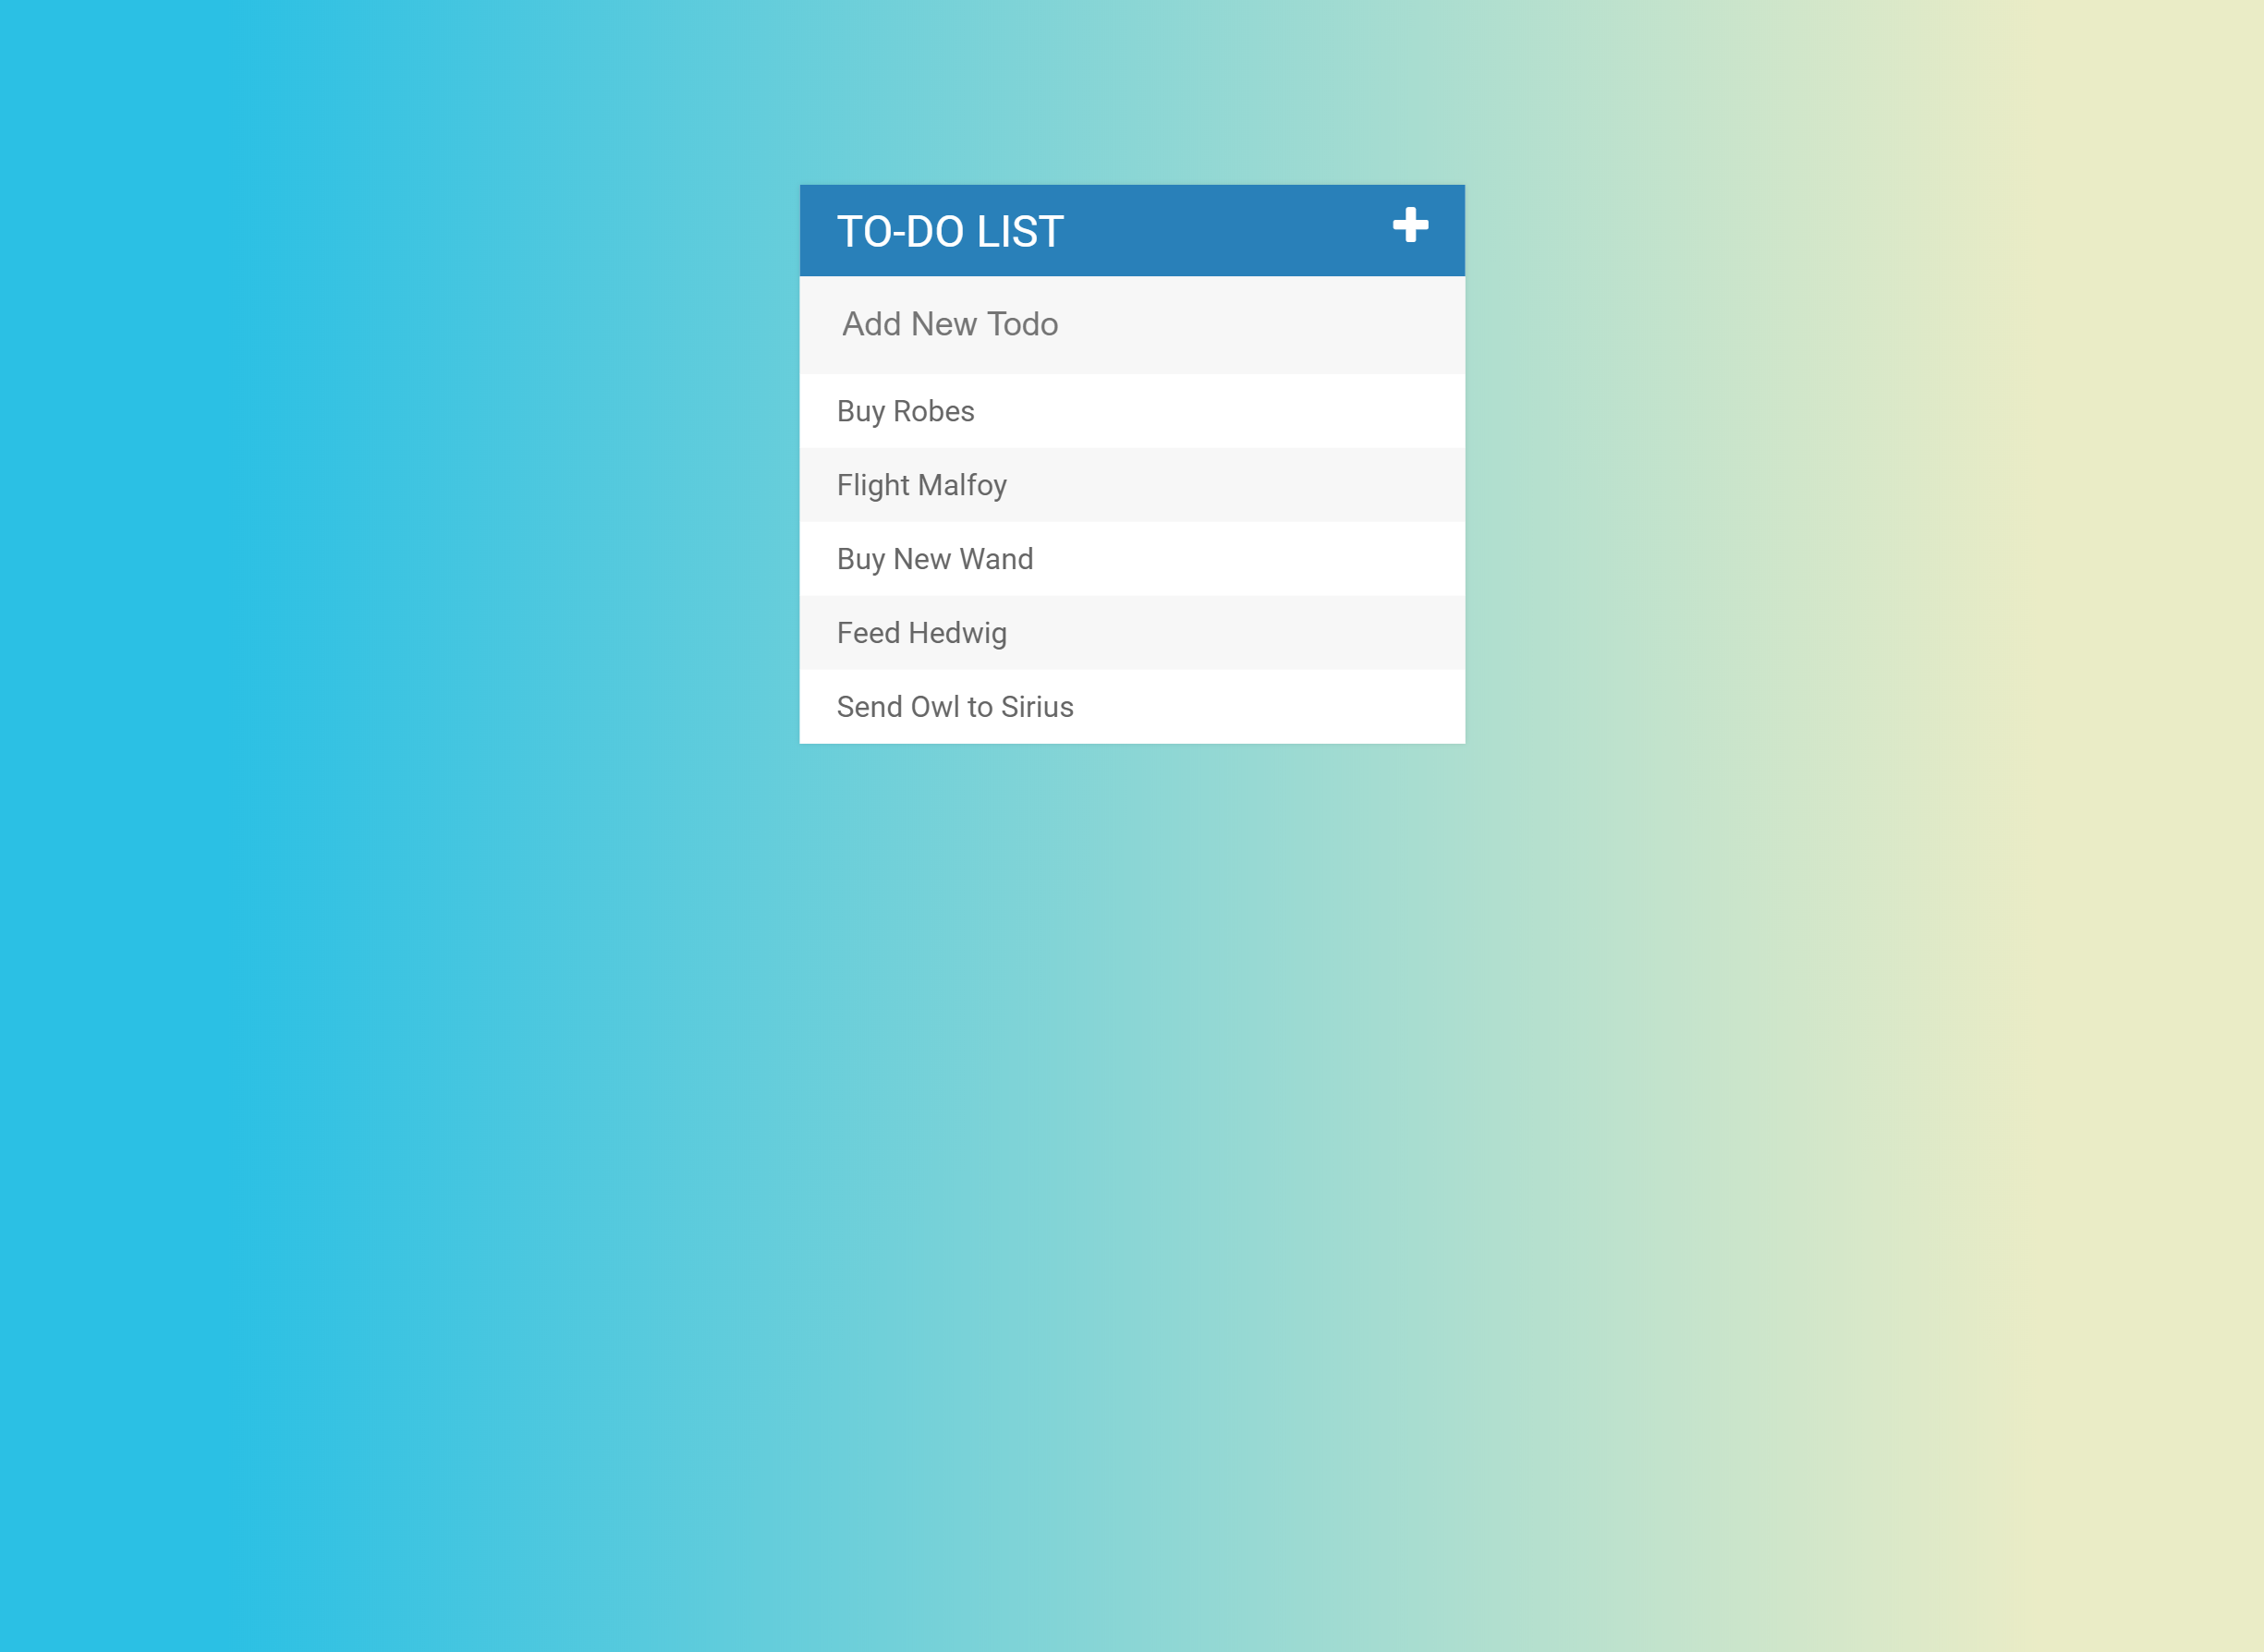 TO-DO LIST
Add New Todo
Buy Robes
Flight Malfoy
Buy New Wand
Feed Hedwig
Send Owl to Sirius